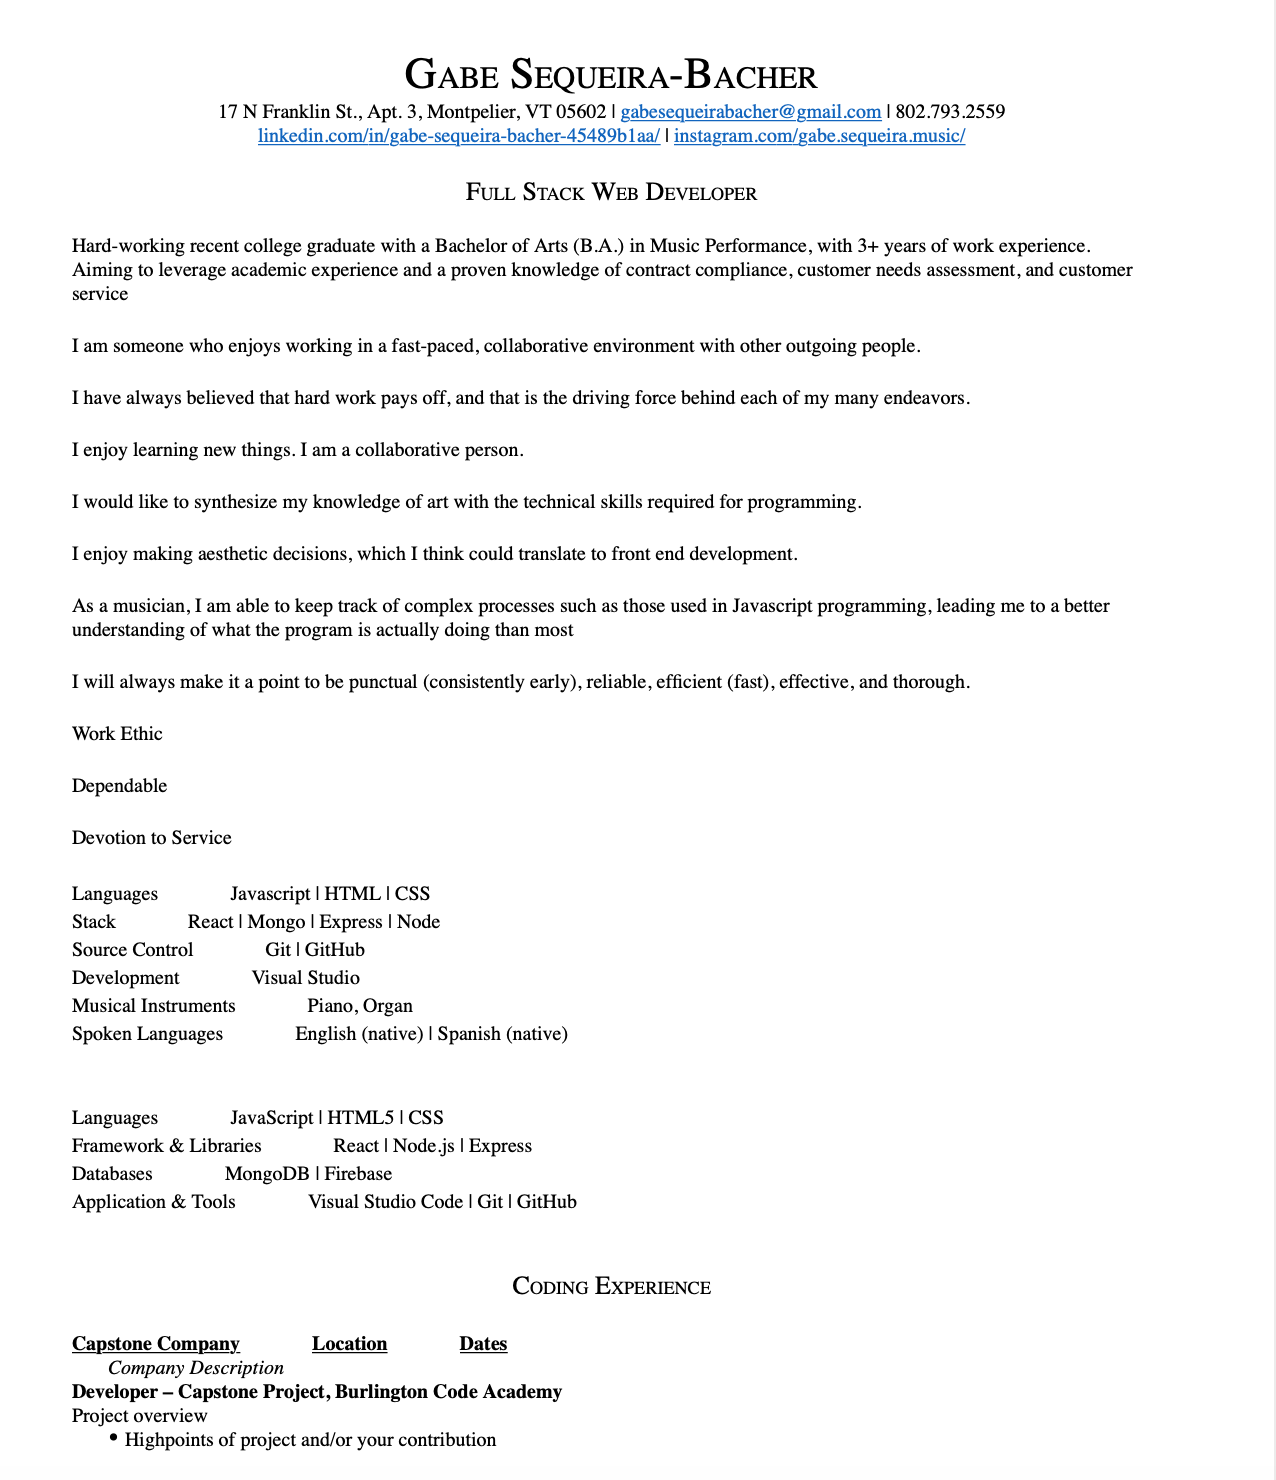 Gabe Sequeira-Bacher
17 N Franklin St., Apt. 3, Montpelier, VT 05602 | gabesequeirabacher@gmail.com | 802.793.2559
linkedin.com/in/gabe-sequeira-bacher-45489b1aa/ | instagram.com/gabe.sequeira.music/
Full Stack Web Developer
Hard-working recent college graduate with a Bachelor of Arts (B.A.) in Music Performance, with 3+ years of work experience.
Aiming to leverage academic experience and a proven knowledge of contract compliance, customer needs assessment, and customer
service
I am someone who enjoys working in a fast-paced, collaborative environment with other outgoing people.
I have always believed that hard work pays off, and that is the driving force behind each of my many endeavors.
I enjoy learning new things. I am a collaborative person.
I would like to synthesize my knowledge of art with the technical skills required for programming.
I enjoy making aesthetic decisions, which I think could translate to front end development.
As a musician, I am able to keep track of complex processes such as those used in Javascript programming, leading me to a better
understanding of what the program is actually doing than most
I will always make it a point to be punctual (consistently early), reliable, efficient (fast), effective, and thorough.
Work Ethic
Dependable
Devotion to Service
Languages Javascript | HTML | CSS
Stack React | Mongo | Express | Node
Source Control Git | GitHub
Development Visual Studio
Musical Instruments Piano, Organ
Spoken Languages English (native) | Spanish (native)
Languages JavaScript | HTML5 | CSS
Framework & Libraries React | Node.js | Express
Databases MongoDB | Firebase
Application & Tools Visual Studio Code | Git | GitHub
Coding Experience
Capstone Company Location Dates
Company Description
Developer – Capstone Project, Burlington Code Academy
Project overview
• Highpoints of project and/or your contribution